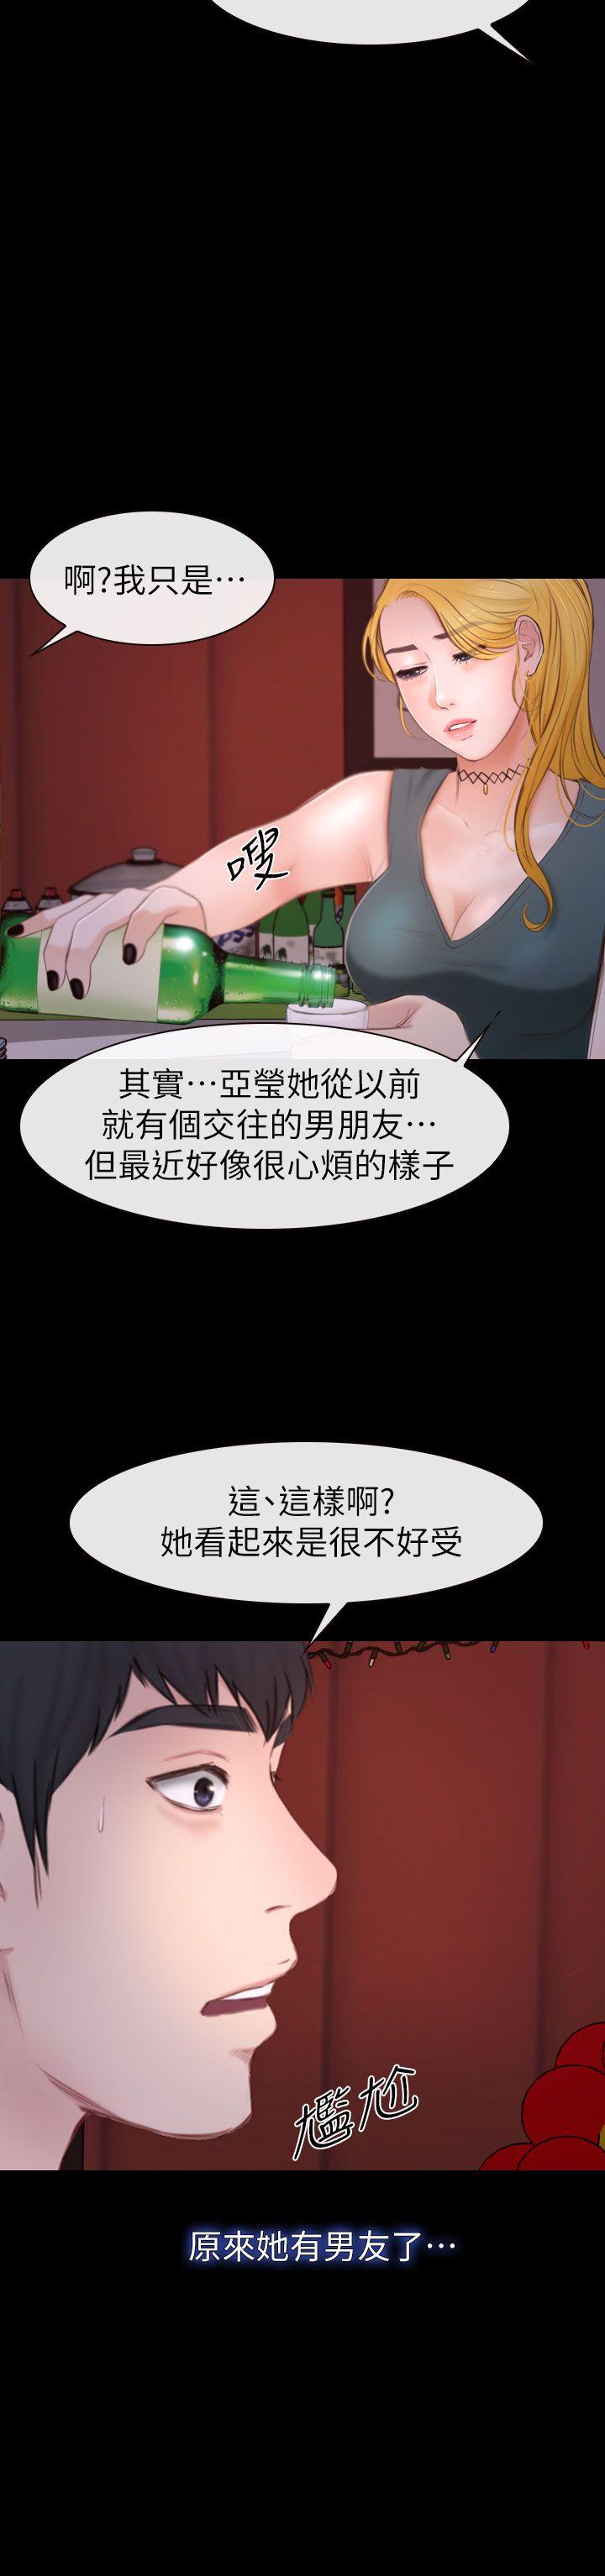 啊?我只是…
嗖
其實…亞瑩她從以前
就有個交往的男朋友…
但最近好像很心煩的樣子
這、這樣啊?
她看起來是很不好受
尷尬
原來她有男友了…